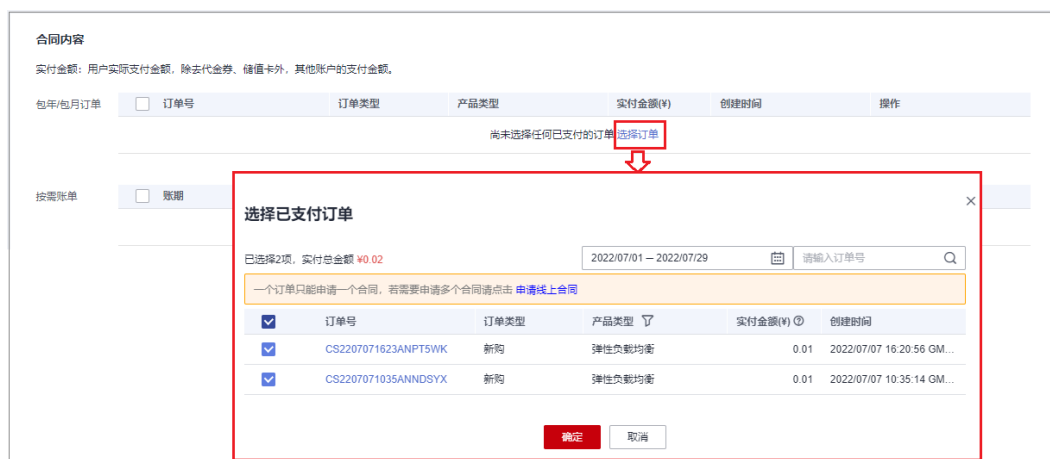 合同内容
实付金额：用户实际支付金额，除去代金券、储值卡外，其他账户的支付金额。
包年/包月订单 订单号 订单类型 产品类型 实付金额(¥) 创建时间 操作
尚未选择任何已支付的订单 选择订单
按需账单 账期
选择已支付订单
已选择2项，实付总金额 ¥0.02 2022/07/01 – 2022/07/29 请输入订单号
一个订单只能申请一个合同，若需要申请多个合同请点击 申请线上合同
订单号 订单类型 产品类型 实付金额(¥) 创建时间
CS2207071623ANPT5WK 新购 弹性负载均衡 0.01 2022/07/07 16:20:56 GM...
CS2207071035ANNDSYX 新购 弹性负载均衡 0.01 2022/07/07 10:35:14 GM...
确定 取消